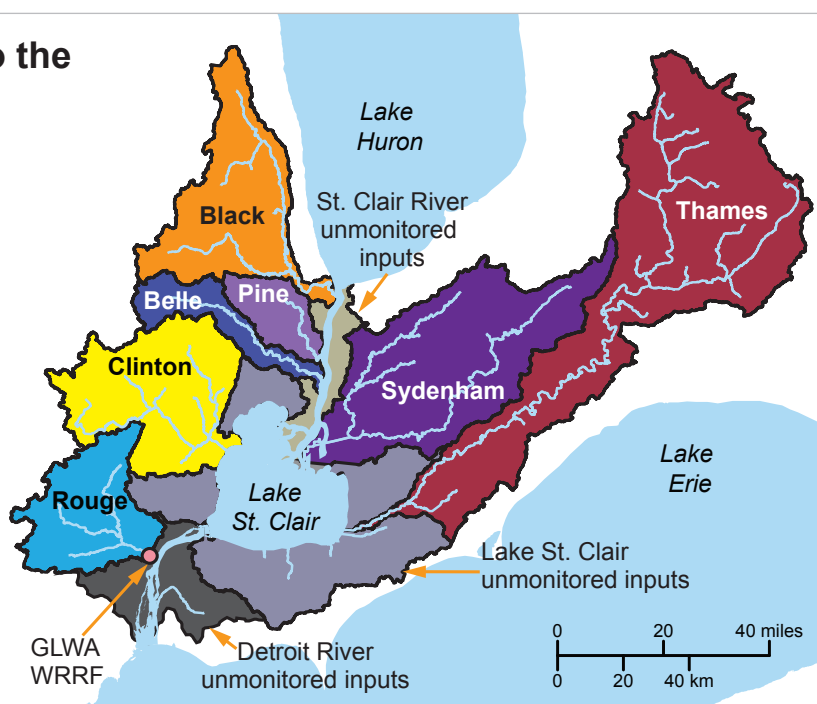 the
Lake
Huron
St. Clair River
unmonitored
inputs
Black
Thames
Belle
Pine
Clinton
Sydenham
Lake
Erie
Rouge
Lake
St. Clair
Lake St. Clair
unmonitored inputs
GLWA
WRRF
Detroit River
unmonitored inputs
0 20 40 miles
0 20 40 km